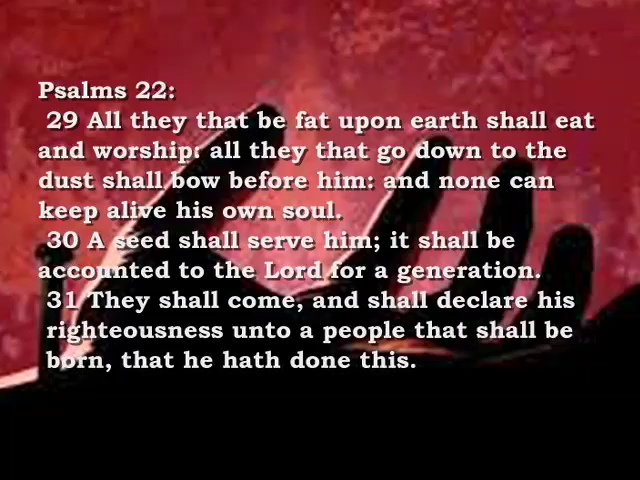 Psalms 22:
29 All they that be fat upon earth shall eat
and worship: all they that go down to the
dust shall bow before him: and none can
keep alive his own soul.
30 A seed shall serve him; it shall be
accounted to the Lord for a generation.
31 They shall come, and shall declare his
righteousness unto a people that shall be
born, that he hath done this.